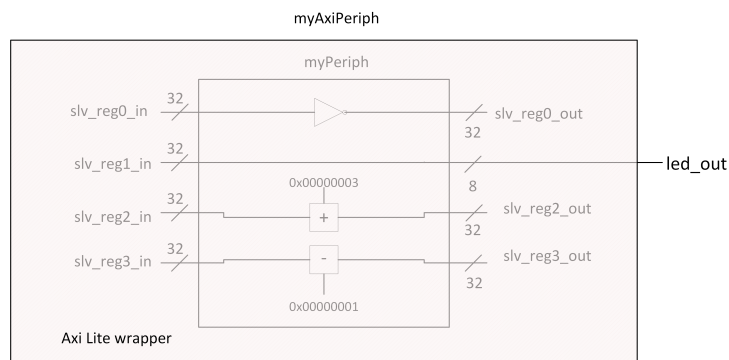 myAxiPeriph
myPeriph
slv_reg0_in
32
32
slv_reg0_out
slv_reg1_in
32
8
led_out
0x00000003
slv_reg2_in
32
+
32
slv_reg2_out
slv_reg3_in
32
-
32
slv_reg3_out
0x00000001
Axi Lite wrapper